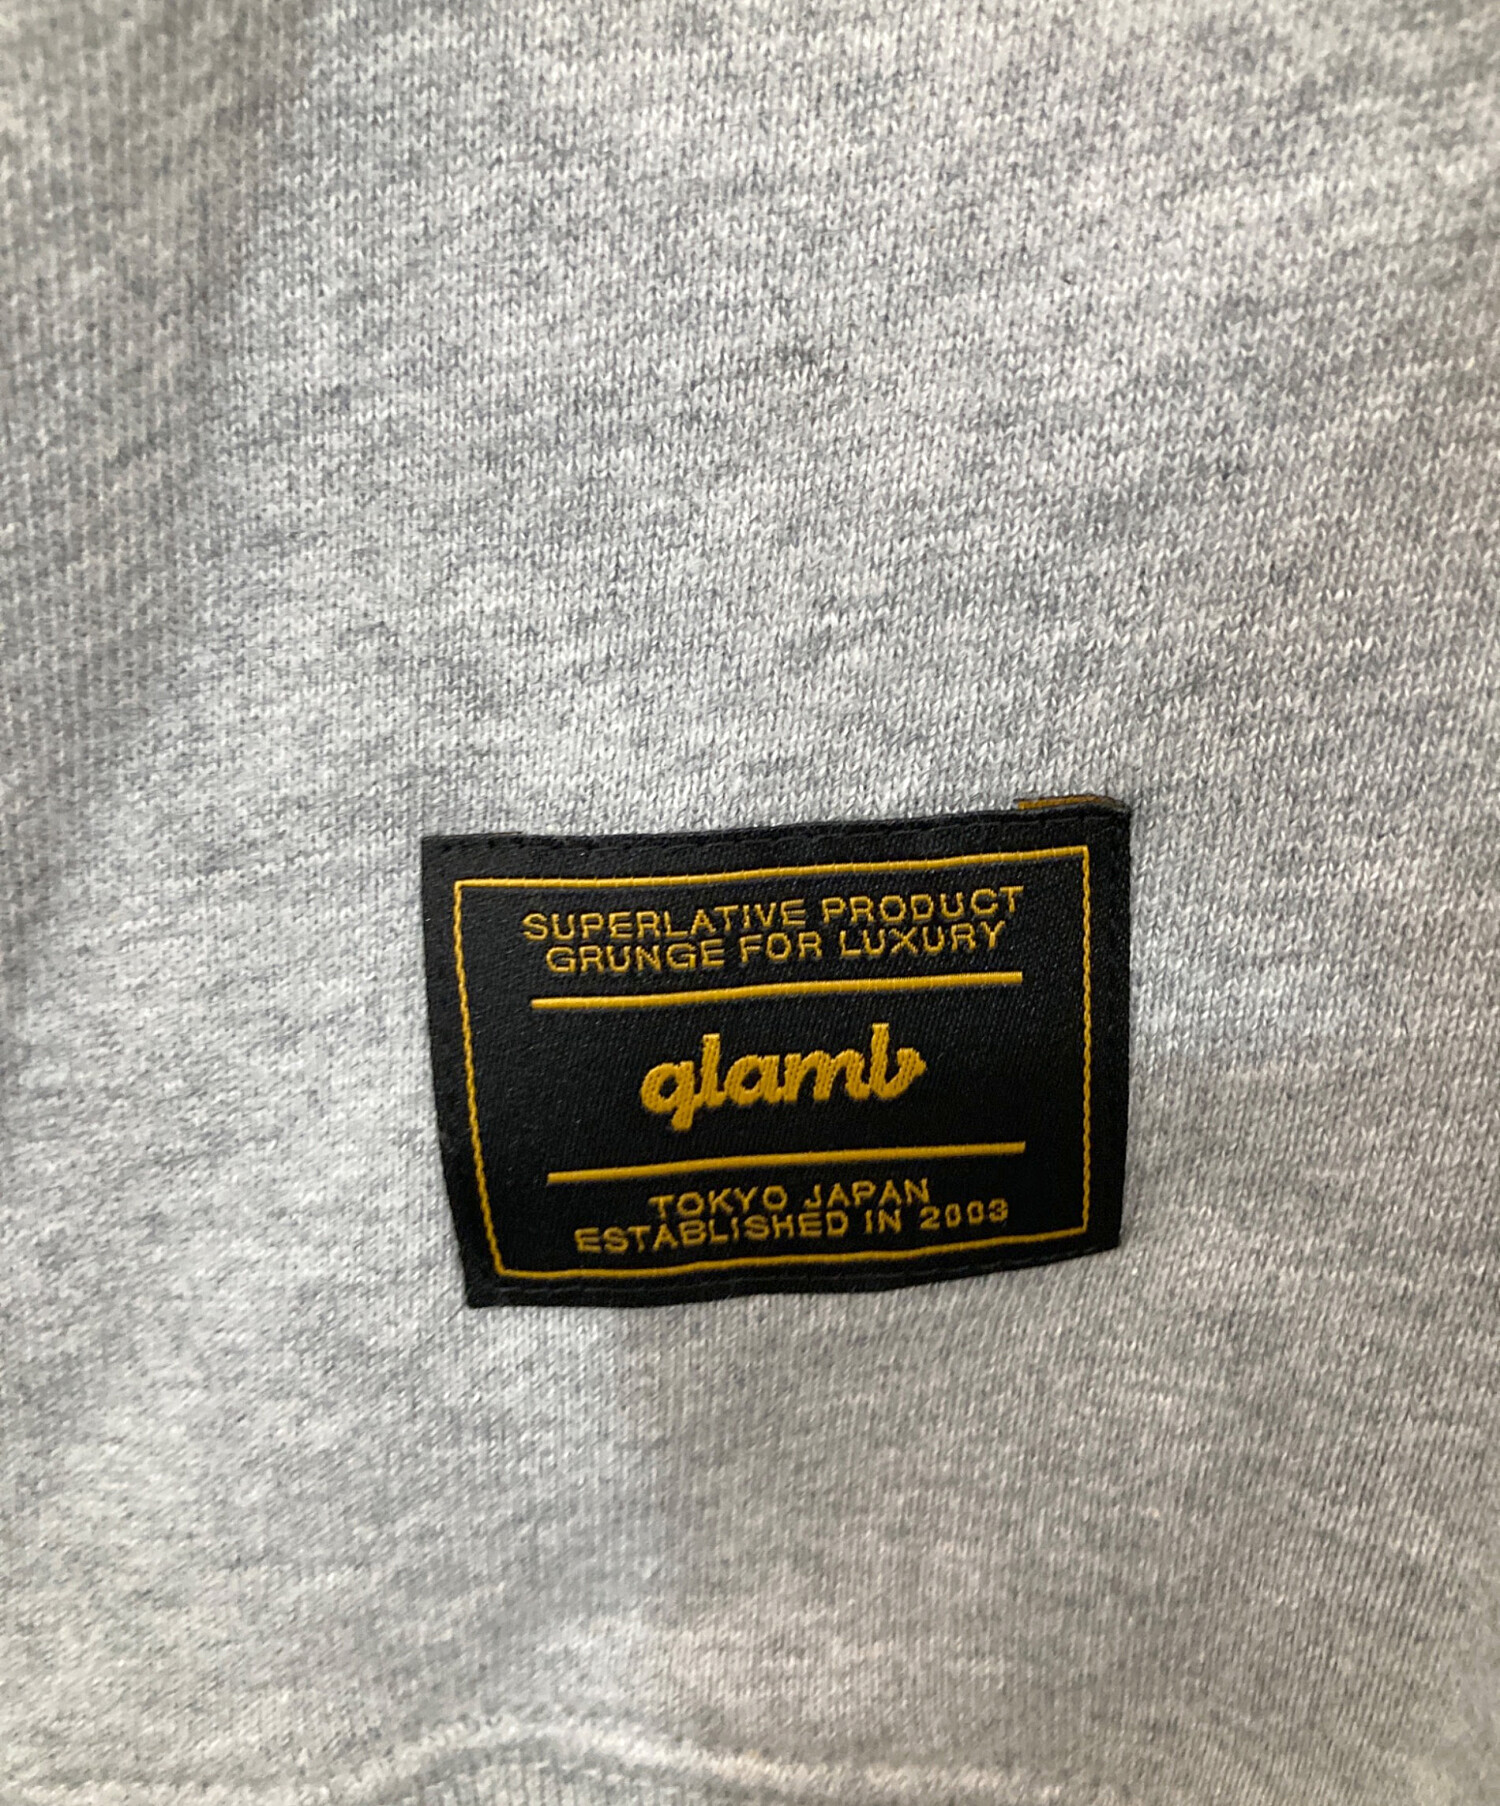 SUPERLATIVE PRODUCT
GRUNGE FOR LUXURY
glamb
TOKYO JAPAN
ESTABLISHED IN 2003